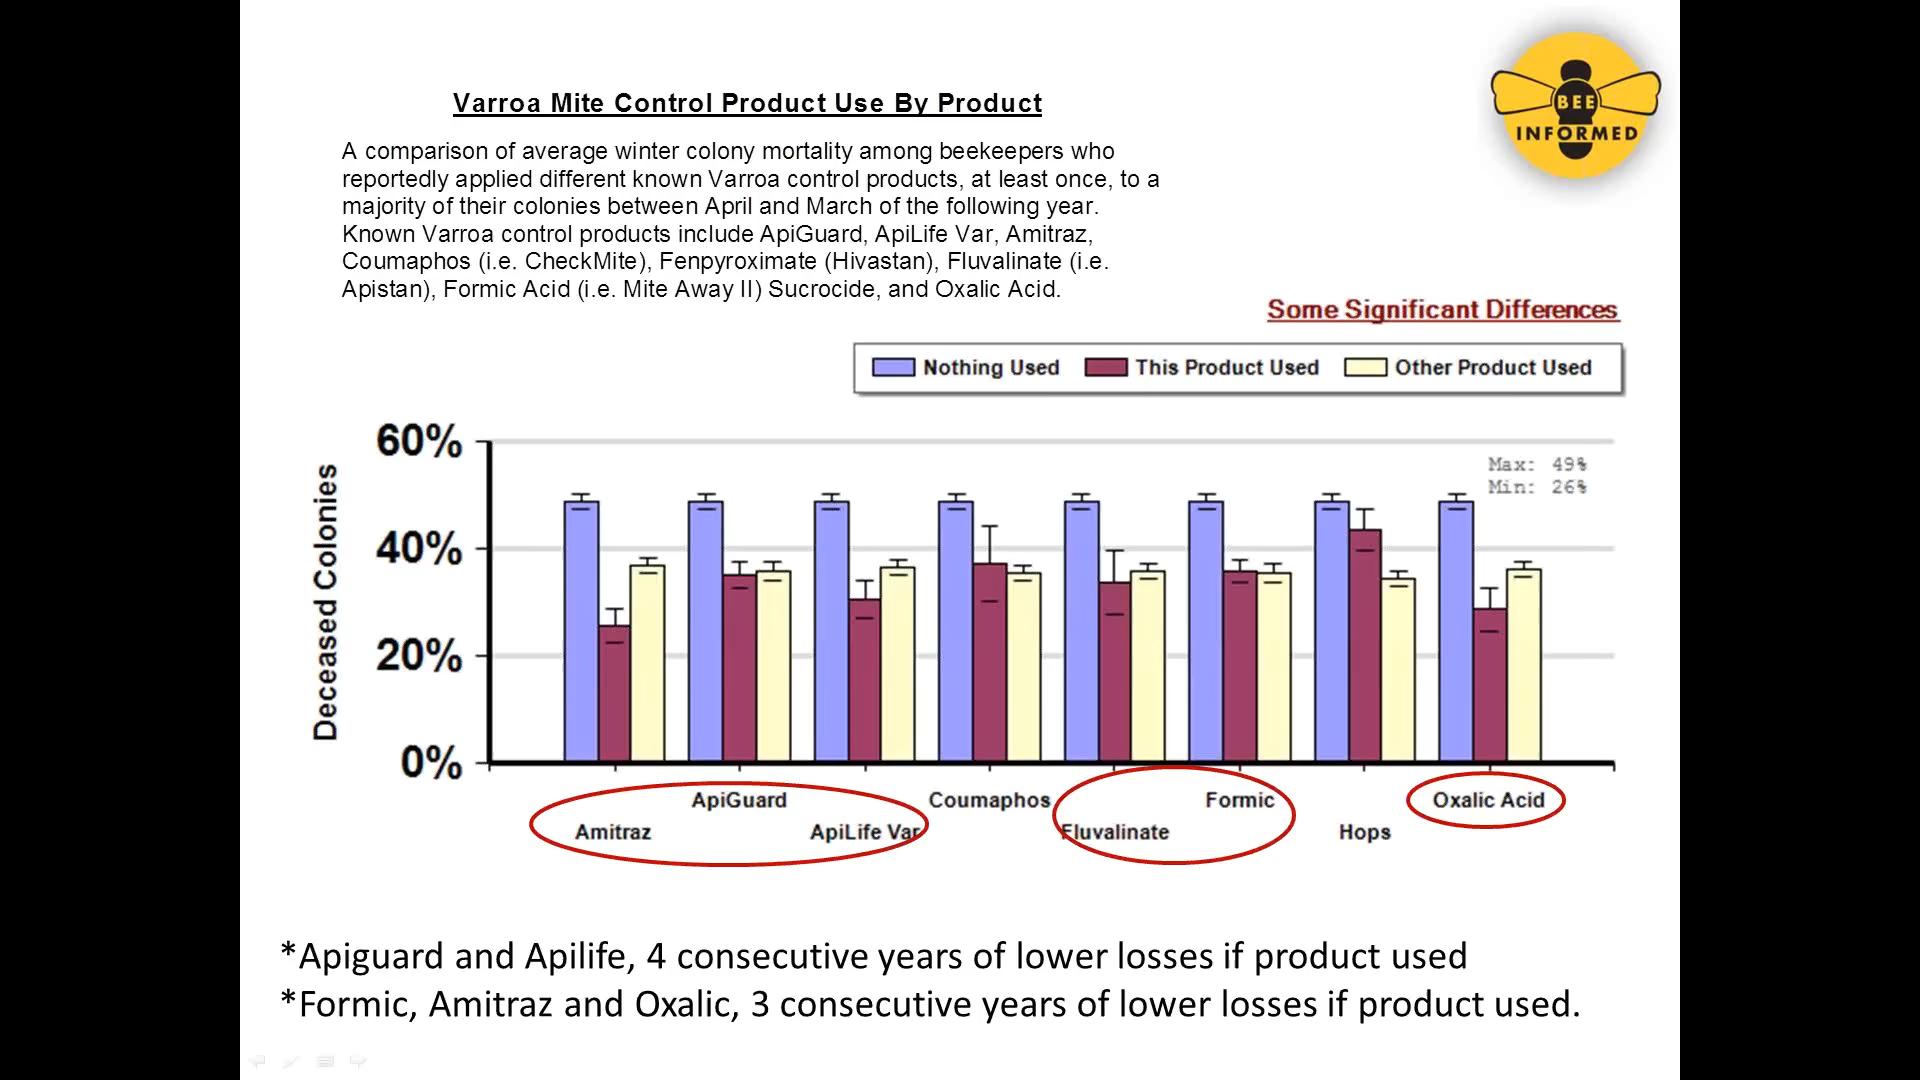 BEE
INFORMED
Varroa Mite Control Product Use By Product
A comparison of average winter colony mortality among beekeepers who
reportedly applied different known Varroa control products, at least once, to a
majority of their colonies between April and March of the following year.
Known Varroa control products include ApiGuard, ApiLife Var, Amitraz,
Coumaphos (i.e. CheckMite), Fenpyroximate (Hivastan), Fluvalinate (i.e.
Apistan), Formic Acid (i.e. Mite Away II) Sucrocide, and Oxalic Acid.
Some Significant Differences
Nothing Used This Product Used Other Product Used
Deceased Colonies
60%
40%
20%
0%
Max: 49%
Min: 26%
ApiGuard Coumaphos Formic Oxalic Acid
Amitraz ApiLife Var Fluvalinate Hops
*Apiguard and Apilife, 4 consecutive years of lower losses if product used
*Formic, Amitraz and Oxalic, 3 consecutive years of lower losses if product used.